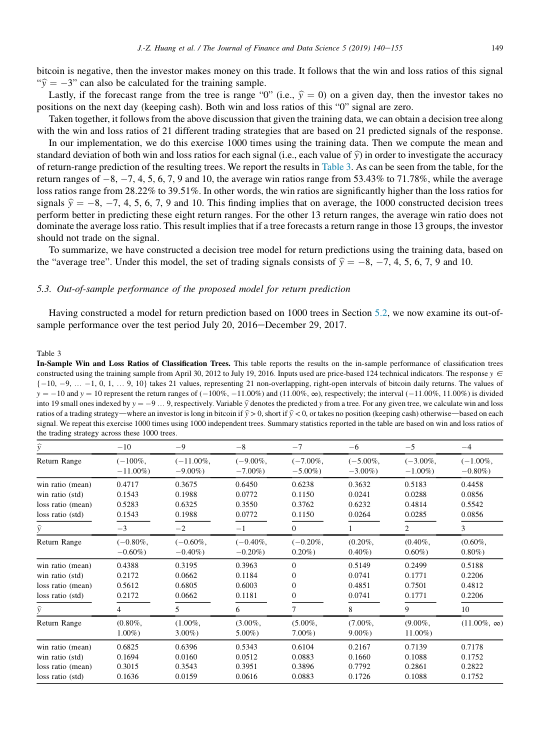 J.-Z. Huang et al. / The Journal of Finance and Data Science 5 (2019) 140–155 149
bitcoin is negative, then the investor makes money on this trade. It follows that the win and loss ratios of this signal
“ŷ = −3” can also be calculated for the training sample.
Lastly, if the forecast range from the tree is range “0” (i.e., ŷ = 0) on a given day, then the investor takes no
positions on the next day (keeping cash). Both win and loss ratios of this “0” signal are zero.
Taken together, it follows from the above discussion that given the training data, we can obtain a decision tree along
with the win and loss ratios of 21 different trading strategies that are based on 21 predicted signals of the response.
In our implementation, we do this exercise 1000 times using the training data. Then we compute the mean and
standard deviation of both win and loss ratios for each signal (i.e., each value of ŷ) in order to investigate the accuracy
of return-range prediction of the resulting trees. We report the results in Table 3. As can be seen from the table, for the
return ranges of −8, −7, 4, 5, 6, 7, 9 and 10, the average win ratios range from 53.43% to 71.78%, while the average
loss ratios range from 28.22% to 39.51%. In other words, the win ratios are significantly higher than the loss ratios for
signals ŷ = −8, −7, 4, 5, 6, 7, 9 and 10. This finding implies that on average, the 1000 constructed decision trees
perform better in predicting these eight return ranges. For the other 13 return ranges, the average win ratio does not
dominate the average loss ratio. This result implies that if a tree forecasts a return range in those 13 groups, the investor
should not trade on the signal.
To summarize, we have constructed a decision tree model for return predictions using the training data, based on
the “average tree”. Under this model, the set of trading signals consists of ŷ = −8, −7, 4, 5, 6, 7, 9 and 10.
5.3. Out-of-sample performance of the proposed model for return prediction
Having constructed a model for return prediction based on 1000 trees in Section 5.2, we now examine its out-of-
sample performance over the test period July 20, 2016–December 29, 2017.
Table 3
In-Sample Win and Loss Ratios of Classification Trees. This table reports the results on the in-sample performance of classification trees
constructed using the training sample from April 30, 2012 to July 19, 2016. Inputs used are price-based 124 technical indicators. The response y ∈
{−10, −9, … −1, 0, 1, … 9, 10} takes 21 values, representing 21 non-overlapping, right-open intervals of bitcoin daily returns. The values of
y = −10 and y = 10 represent the return ranges of (−100%, −11.00%) and (11.00%, ∞), respectively; the interval (−11.00%, 11.00%) is divided
into 19 small ones indexed by y = −9 … 9, respectively. Variable ŷ denotes the predicted y from a tree. For any given tree, we calculate win and loss
ratios of a trading strategy—where an investor is long in bitcoin if ŷ > 0, short if ŷ < 0, or takes no position (keeping cash) otherwise—based on each
signal. We repeat this exercise 1000 times using 1000 independent trees. Summary statistics reported in the table are based on win and loss ratios of
the trading strategy across these 1000 trees.
ŷ −10 −9 −8 −7 −6 −5 −4
Return Range (−100%, (−11.00%, (−9.00%, (−7.00%, (−5.00%, (−3.00%, (−1.00%,
−11.00%) −9.00%) −7.00%) −5.00%) −3.00%) −1.00%) −0.80%)
win ratio (mean) 0.4717 0.3675 0.6450 0.6238 0.3632 0.5183 0.4458
win ratio (std) 0.1543 0.1988 0.0772 0.1150 0.0241 0.0288 0.0856
loss ratio (mean) 0.5283 0.6325 0.3550 0.3762 0.6232 0.4814 0.5542
loss ratio (std) 0.1543 0.1988 0.0772 0.1150 0.0264 0.0285 0.0856
ŷ −3 −2 −1 0 1 2 3
Return Range (−0.80%, (−0.60%, (−0.40%, (−0.20%, (0.20%, (0.40%, (0.60%,
−0.60%) −0.40%) −0.20%) 0.20%) 0.40%) 0.60%) 0.80%)
win ratio (mean) 0.4388 0.3195 0.3963 0 0.5149 0.2499 0.5188
win ratio (std) 0.2172 0.0662 0.1184 0 0.0741 0.1771 0.2206
loss ratio (mean) 0.5612 0.6805 0.6003 0 0.4851 0.7501 0.4812
loss ratio (std) 0.2172 0.0662 0.1181 0 0.0741 0.1771 0.2206
ŷ 4 5 6 7 8 9 10
Return Range (0.80%, (1.00%, (3.00%, (5.00%, (7.00%, (9.00%, (11.00%, ∞)
1.00%) 3.00%) 5.00%) 7.00%) 9.00%) 11.00%)
win ratio (mean) 0.6825 0.6396 0.5343 0.6104 0.2167 0.7139 0.7178
win ratio (std) 0.1694 0.0160 0.0512 0.0883 0.1660 0.1088 0.1752
loss ratio (mean) 0.3015 0.3543 0.3951 0.3896 0.7792 0.2861 0.2822
loss ratio (std) 0.1636 0.0159 0.0616 0.0883 0.1726 0.1088 0.1752